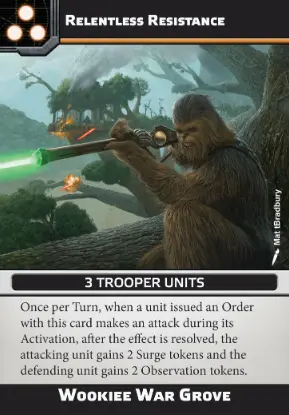 Relentless Resistance
Mat tBradbury
3 TROOPER UNITS
Once per Turn, when a unit issued an Order
with this card makes an attack during its
Activation, after the effect is resolved, the
attacking unit gains 2 Surge tokens and the
defending unit gains 2 Observation tokens.
Wookiee War Grove